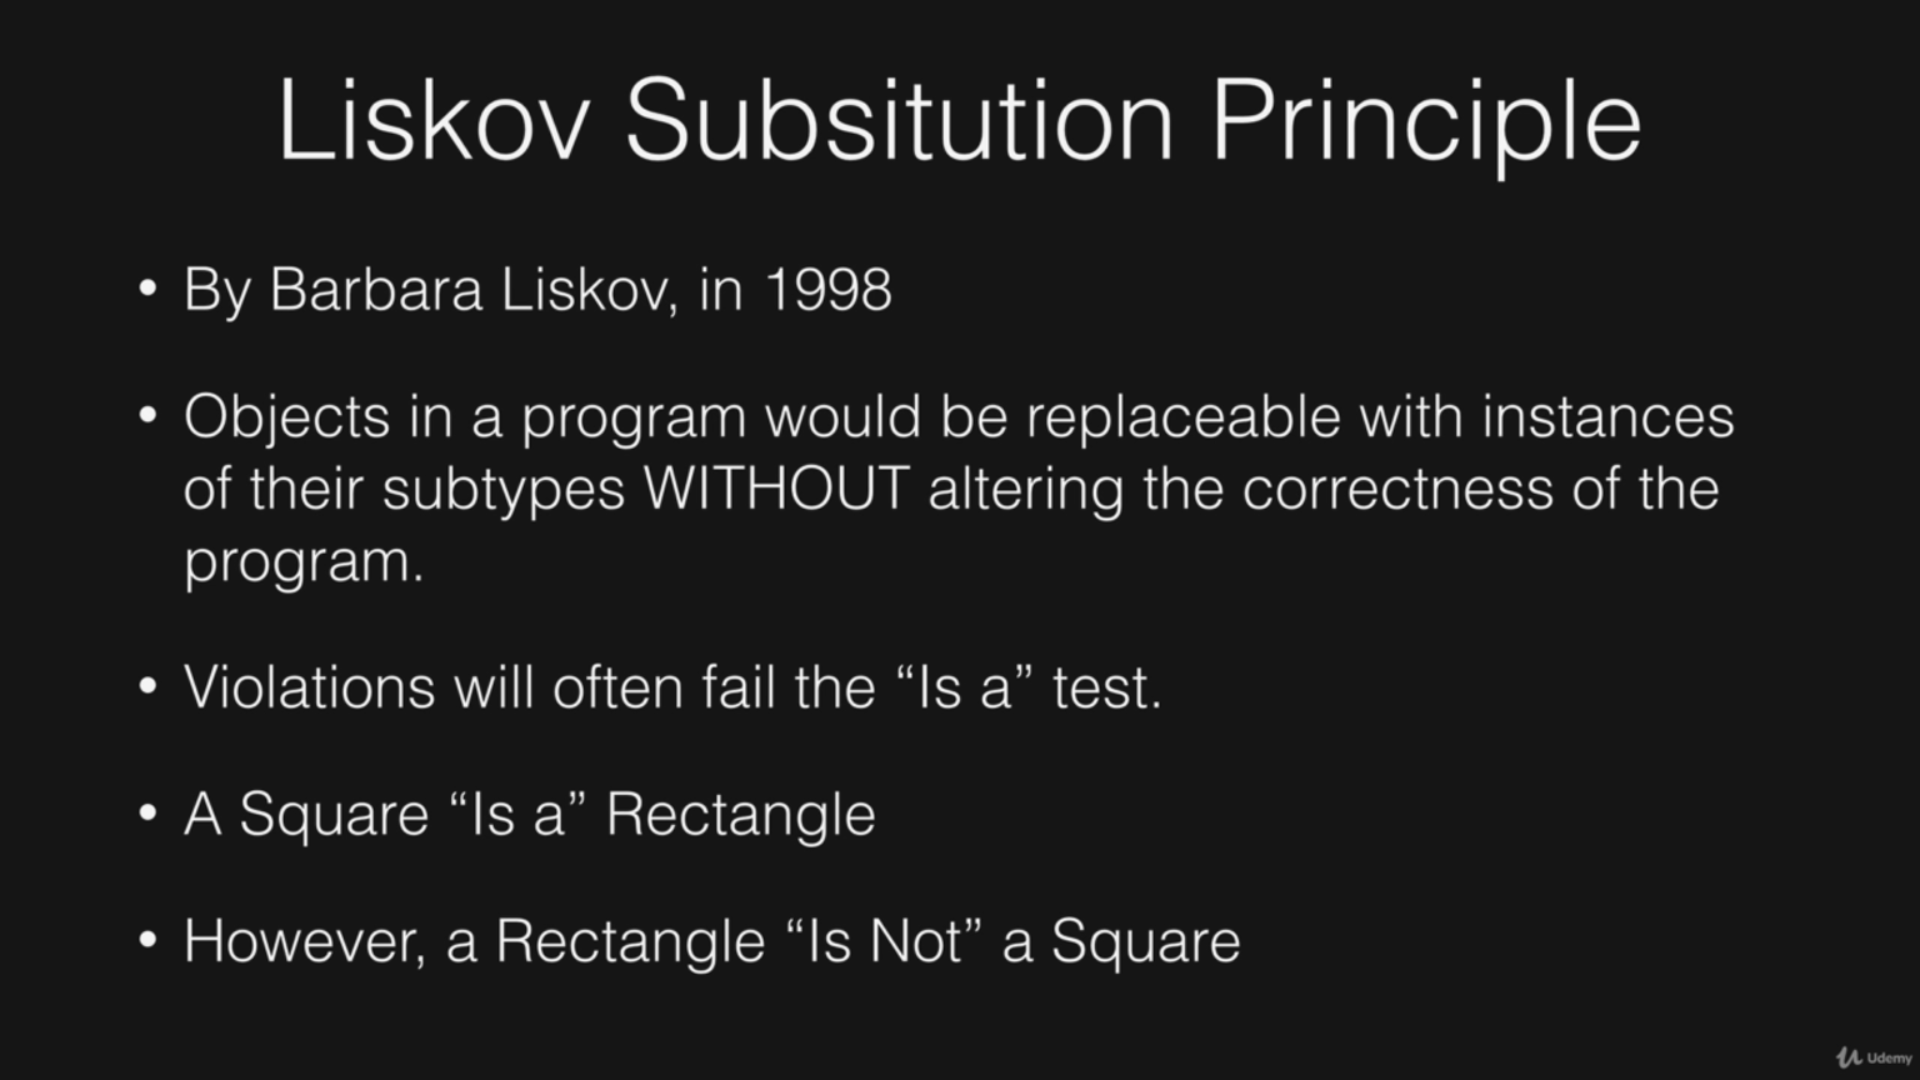 Liskov Subsitution Principle
• By Barbara Liskov, in 1998
• Objects in a program would be replaceable with instances
of their subtypes WITHOUT altering the correctness of the
program.
• Violations will often fail the “Is a” test.
• A Square “Is a” Rectangle
• However, a Rectangle “Is Not” a Square
Udemy